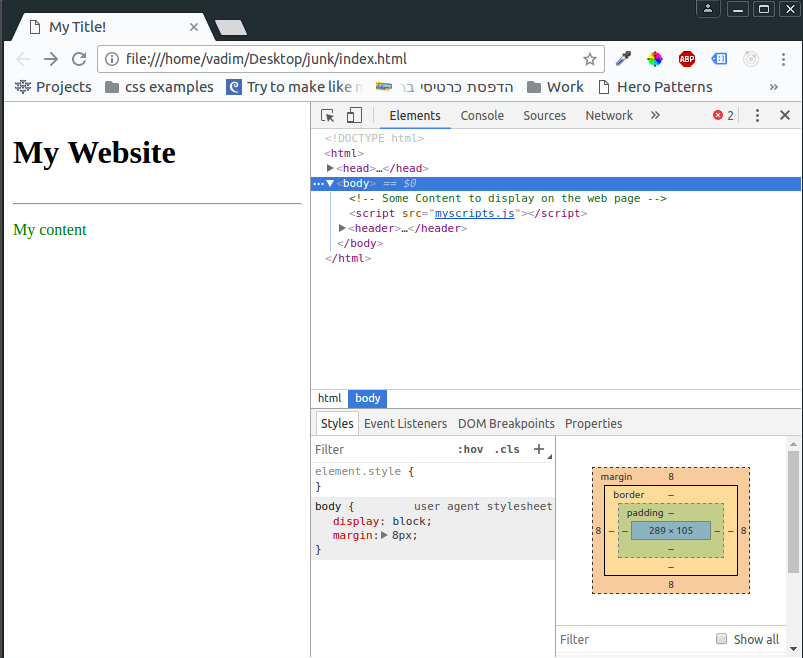 My Title!
file:///home/vadim/Desktop/junk/index.html
ABP
Projects css examples Try to make like הדפסת כרטיסי בר Work Hero Patterns »
Elements Console Sources Network » 2
<!DOCTYPE html>
<html>
<head>…</head>
<body> == $0
<!-- Some Content to display on the web page -->
<script src="myscripts.js"></script>
<header>…</header>
</body>
</html>
My Website
My content
html body
Styles Event Listeners DOM Breakpoints Properties
Filter :hov .cls +
element.style {
}
body { user agent stylesheet
display: block;
margin: 8px;
}
margin 8
border –
padding –
8 – – 289 × 105 – – 8
–
–
8
Filter Show all